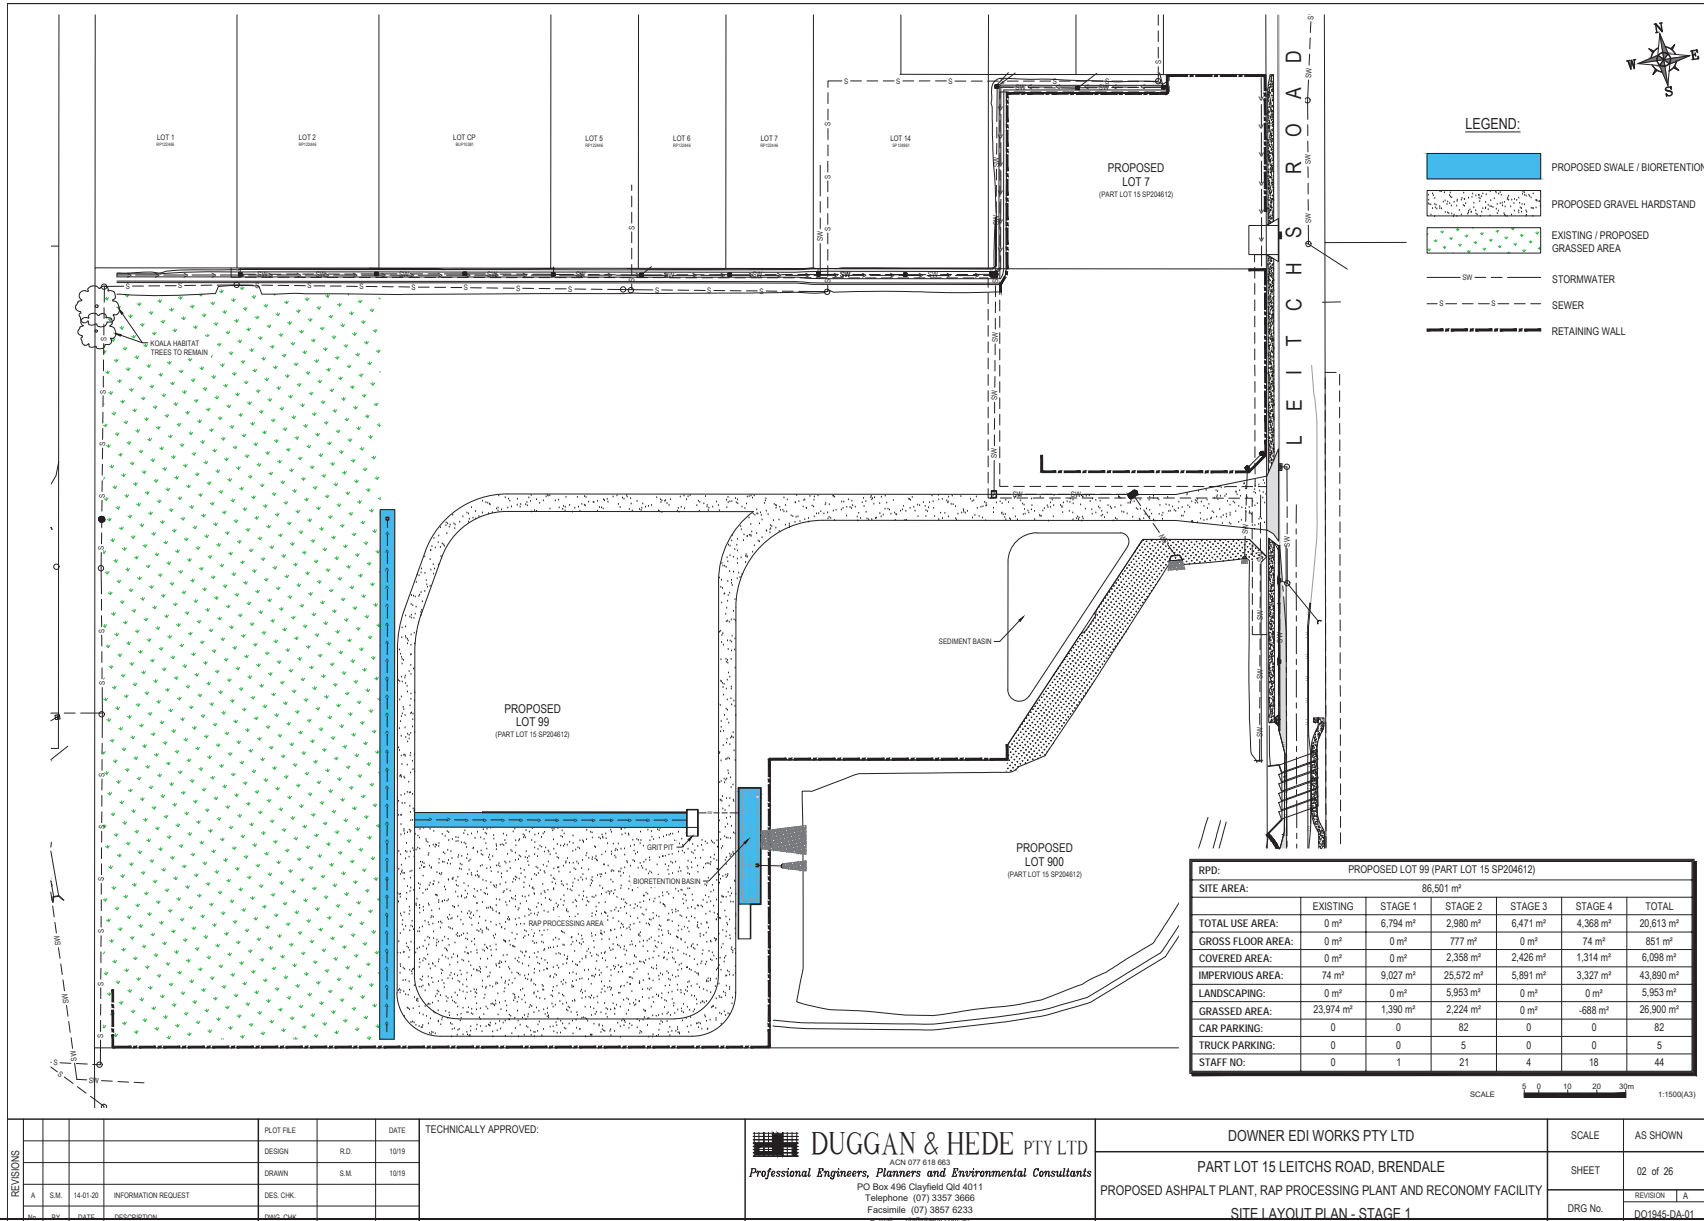 LOT 1
RP122446
LOT 2
RP122446
LOT CP
BUP10381
LOT 5
RP122446
LOT 6
RP122446
LOT 7
RP122446
LOT 14
SP134661
PROPOSED
LOT 7
(PART LOT 15 SP204612)
LEITCHS ROAD
N
W E
S
LEGEND:
PROPOSED SWALE / BIORETENTION
PROPOSED GRAVEL HARDSTAND
EXISTING / PROPOSED
GRASSED AREA
SW STORMWATER
S S SEWER
RETAINING WALL
KOALA HABITAT
TREES TO REMAIN
SEDIMENT BASIN
PROPOSED
LOT 99
(PART LOT 15 SP204612)
GRIT PIT
BIORETENTION BASIN
RAP PROCESSING AREA
PROPOSED
LOT 900
(PART LOT 15 SP204612)
RPD: PROPOSED LOT 99 (PART LOT 15 SP204612)
SITE AREA: 86,501 m²
EXISTING STAGE 1 STAGE 2 STAGE 3 STAGE 4 TOTAL
TOTAL USE AREA: 0 m² 6,794 m² 2,980 m² 6,471 m² 4,368 m² 20,613 m²
GROSS FLOOR AREA: 0 m² 0 m² 777 m² 0 m² 74 m² 851 m²
COVERED AREA: 0 m² 0 m² 2,358 m² 2,426 m² 1,314 m² 6,098 m²
IMPERVIOUS AREA: 74 m² 9,027 m² 25,572 m² 5,891 m² 3,327 m² 43,890 m²
LANDSCAPING: 0 m² 0 m² 5,953 m² 0 m² 0 m² 5,953 m²
GRASSED AREA: 23,974 m² 1,390 m² 2,224 m² 0 m² -688 m² 26,900 m²
CAR PARKING: 0 0 82 0 0 82
TRUCK PARKING: 0 0 5 0 0 5
STAFF NO: 0 1 21 4 18 44
SCALE 5 0 10 20 30m 1:1500(A3)
REVISIONS
A S.M. 14-01-20 INFORMATION REQUEST
No. BY DATE DESCRIPTION
PLOT FILE DATE
DESIGN R.D. 10/19
DRAWN S.M. 10/19
DES. CHK.
DWG. CHK.
TECHNICALLY APPROVED:
DUGGAN & HEDE PTY LTD
ACN 077 618 663
Professional Engineers, Planners and Environmental Consultants
PO Box 496 Clayfield Qld 4011
Telephone (07) 3357 3666
Facsimile (07) 3857 6233
DOWNER EDI WORKS PTY LTD
PART LOT 15 LEITCHS ROAD, BRENDALE
PROPOSED ASHPALT PLANT, RAP PROCESSING PLANT AND RECONOMY FACILITY
SITE LAYOUT PLAN - STAGE 1
SCALE AS SHOWN
SHEET 02 of 26
REVISION A
DRG No. DO1945-DA-01